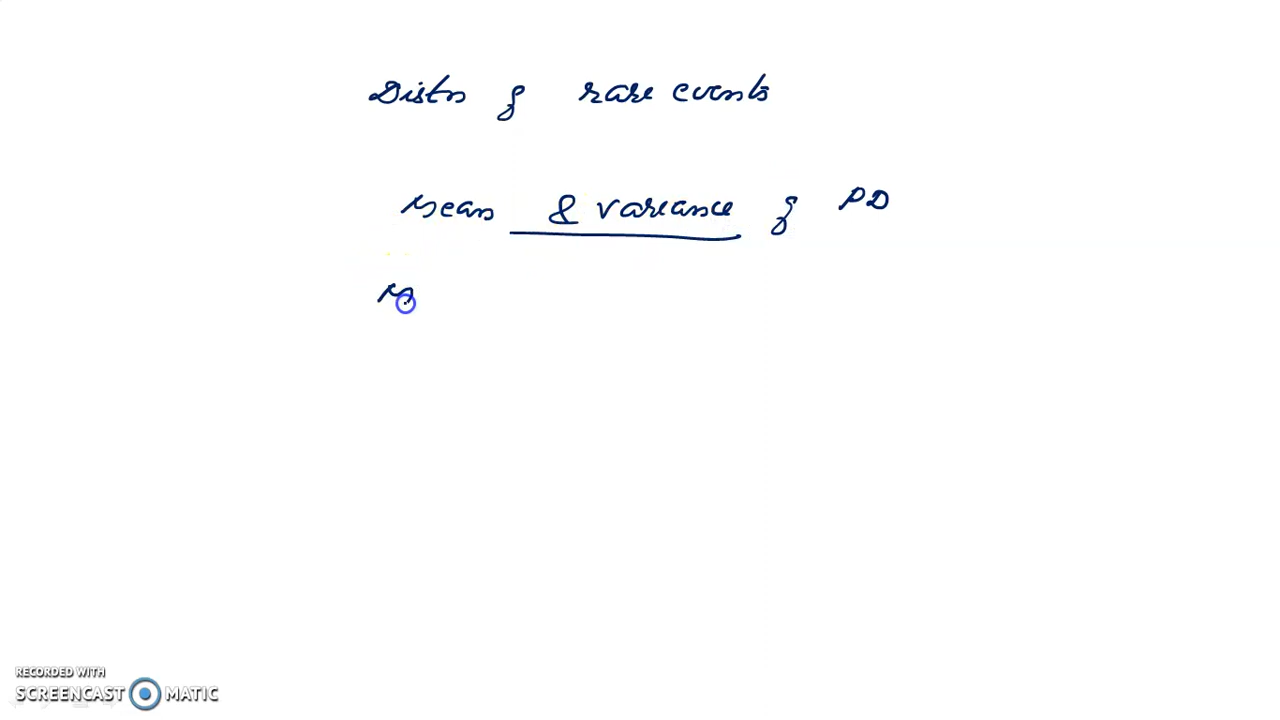 Distn of rare events
Mean & variance of PD
M
RECORDED WITH
SCREENCAST MATIC